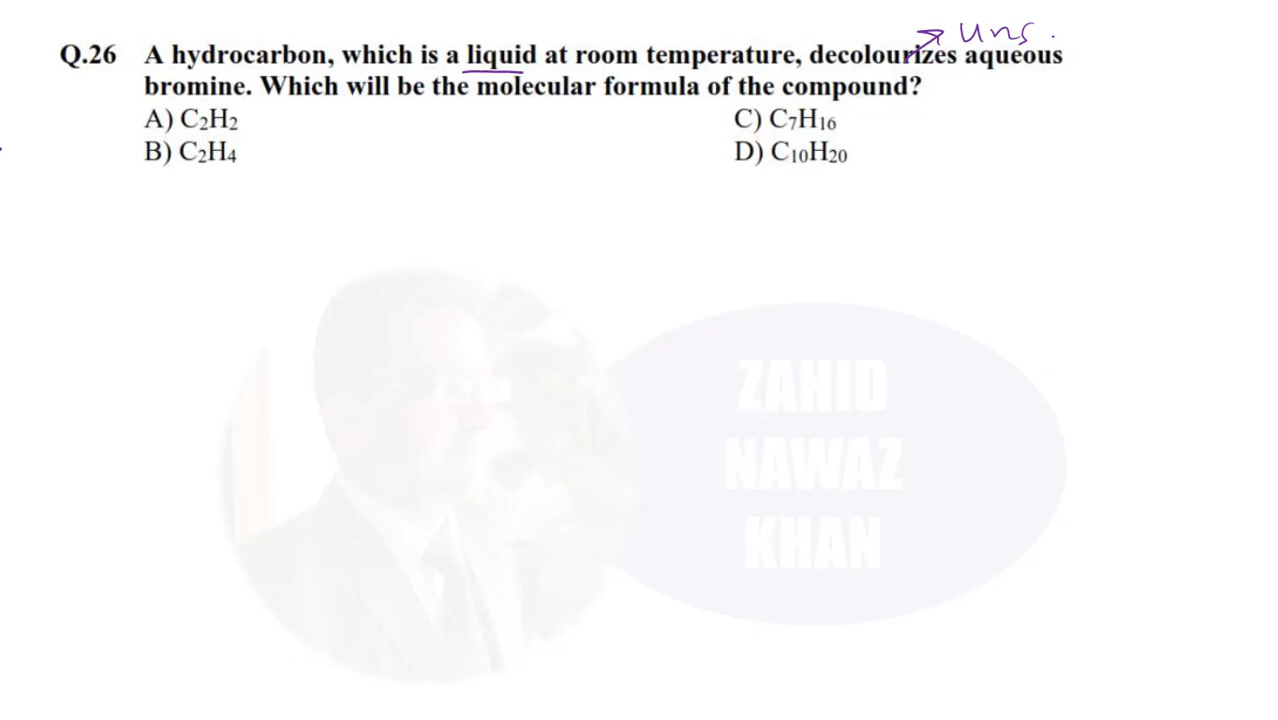 uns.
Q.26 A hydrocarbon, which is a liquid at room temperature, decolourizes aqueous
bromine. Which will be the molecular formula of the compound?
A) C₂H₂
C) C₇H₁₆
B) C₂H₄
D) C₁₀H₂₀
ZAHID
NAWAZ
KHAN